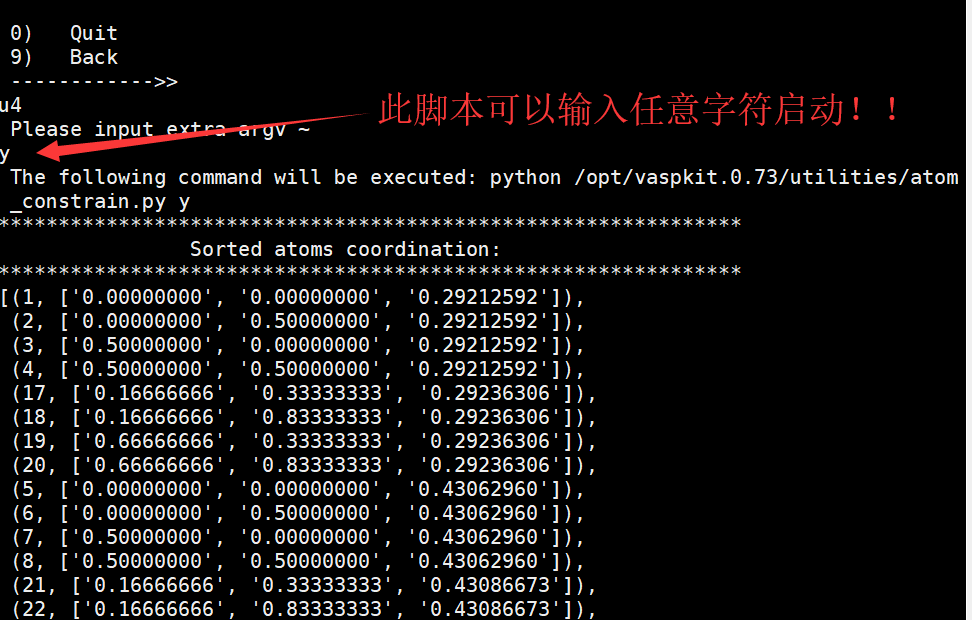 0)   Quit
9)   Back
------------>>
u4
此脚本可以输入任意字符启动！！
Please input extra argv ~
y
The following command will be executed: python /opt/vaspkit.0.73/utilities/atom
_constrain.py y
**************************************************************
Sorted atoms coordination:
**************************************************************
[(1, ['0.00000000', '0.00000000', '0.29212592']),
(2, ['0.00000000', '0.50000000', '0.29212592']),
(3, ['0.50000000', '0.00000000', '0.29212592']),
(4, ['0.50000000', '0.50000000', '0.29212592']),
(17, ['0.16666666', '0.33333333', '0.29236306']),
(18, ['0.16666666', '0.83333333', '0.29236306']),
(19, ['0.66666666', '0.33333333', '0.29236306']),
(20, ['0.66666666', '0.83333333', '0.29236306']),
(5, ['0.00000000', '0.00000000', '0.43062960']),
(6, ['0.00000000', '0.50000000', '0.43062960']),
(7, ['0.50000000', '0.00000000', '0.43062960']),
(8, ['0.50000000', '0.50000000', '0.43062960']),
(21, ['0.16666666', '0.33333333', '0.43086673']),
(22, ['0.16666666', '0.83333333', '0.43086673']),